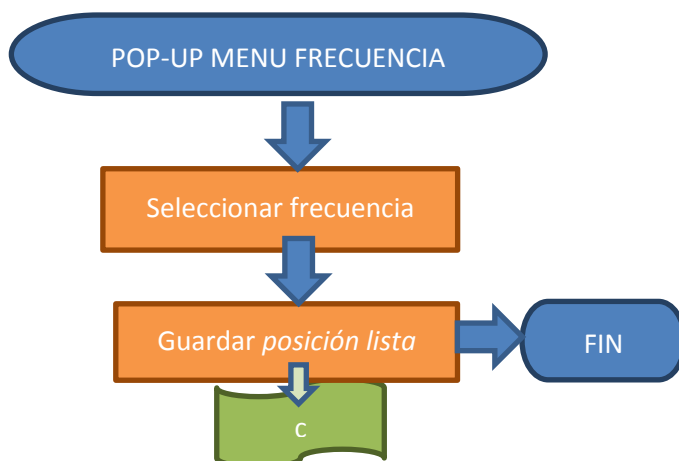 POP-UP MENU FRECUENCIA
Seleccionar frecuencia
Guardar posición lista
FIN
c